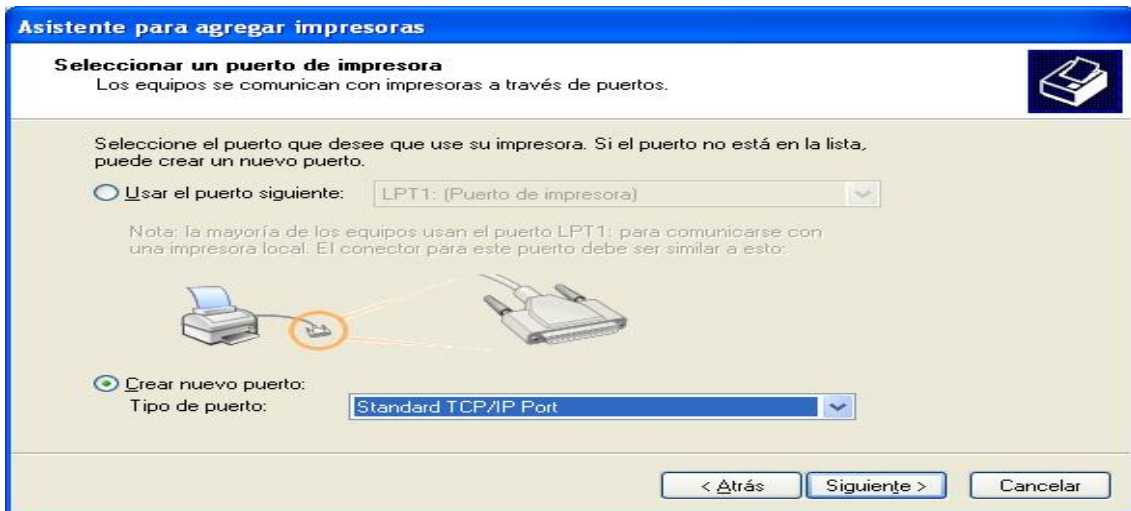 Asistente para agregar impresoras
Seleccionar un puerto de impresora
Los equipos se comunican con impresoras a través de puertos.
Seleccione el puerto que desee que use su impresora. Si el puerto no está en la lista,
puede crear un nuevo puerto.
Usar el puerto siguiente: LPT1: (Puerto de impresora)
Nota: la mayoría de los equipos usan el puerto LPT1: para comunicarse con
una impresora local. El conector para este puerto debe ser similar a esto:
Crear nuevo puerto:
Tipo de puerto: Standard TCP/IP Port
< Atrás Siguiente > Cancelar